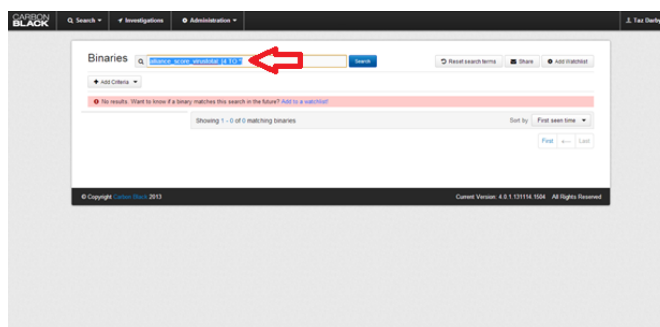 CARBON BLACK
Search Investigations Administration Taz Darby
Binaries alliance_score_virustotal:[4 TO * Search Reset search terms Share Add Watchlist
Add Criteria
No results. Want to know if a binary matches this search in the future? Add to a watchlist!
Showing 1 - 0 of 0 matching binaries Sort by First seen time
First Last
© Copyright Carbon Black 2013 Current Version: 4.0.1.131114.1504 All Rights Reserved